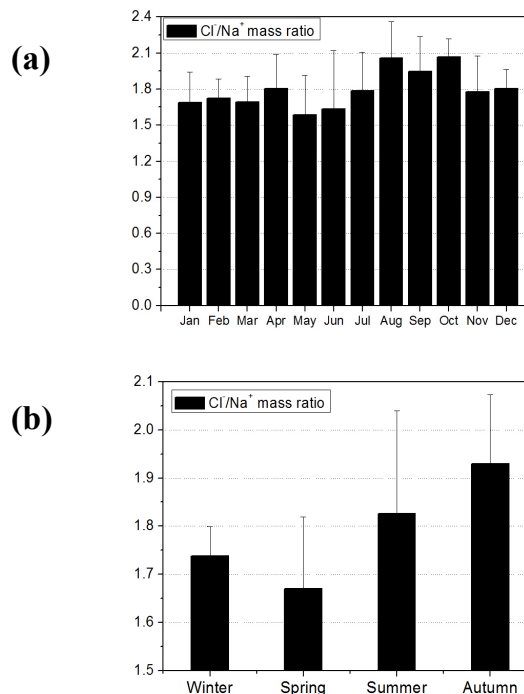 (a)
Cl⁻/Na⁺ mass ratio
2.4
2.1
1.8
1.5
1.2
0.9
0.6
0.3
0.0
Jan Feb Mar Apr May Jun Jul Aug Sep Oct Nov Dec
(b)
Cl⁻/Na⁺ mass ratio
2.1
2.0
1.9
1.8
1.7
1.6
1.5
Winter Spring Summer Autumn